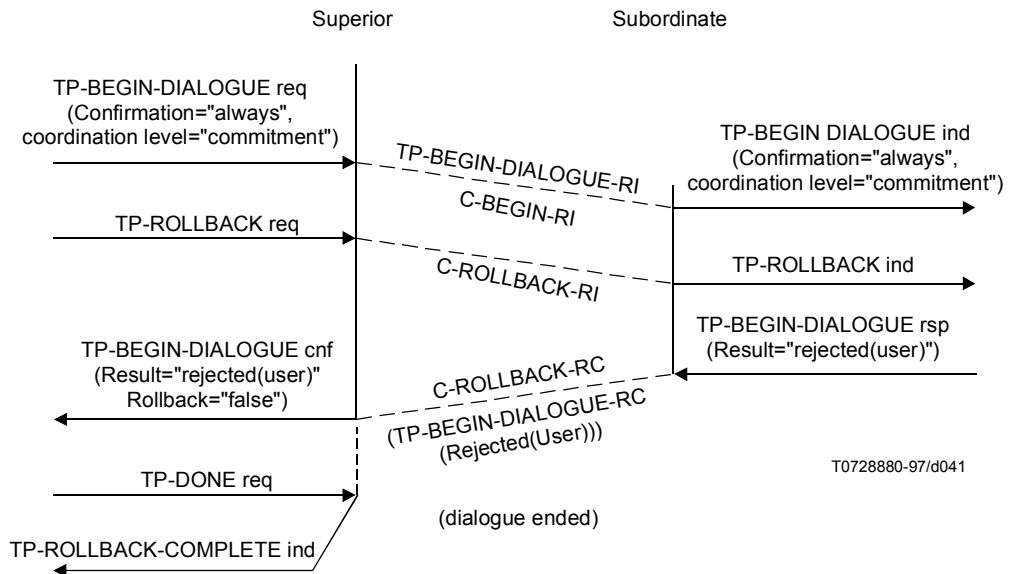 Superior
Subordinate
TP-BEGIN-DIALOGUE req
(Confirmation="always",
coordination level="commitment")
TP-BEGIN-DIALOGUE-RI
C-BEGIN-RI
TP-BEGIN DIALOGUE ind
(Confirmation="always",
coordination level="commitment")
TP-ROLLBACK req
C-ROLLBACK-RI
TP-ROLLBACK ind
TP-BEGIN-DIALOGUE rsp
(Result="rejected(user)")
TP-BEGIN-DIALOGUE cnf
(Result="rejected(user)"
Rollback="false")
C-ROLLBACK-RC
(TP-BEGIN-DIALOGUE-RC
(Rejected(User)))
T0728880-97/d041
TP-DONE req
(dialogue ended)
TP-ROLLBACK-COMPLETE ind